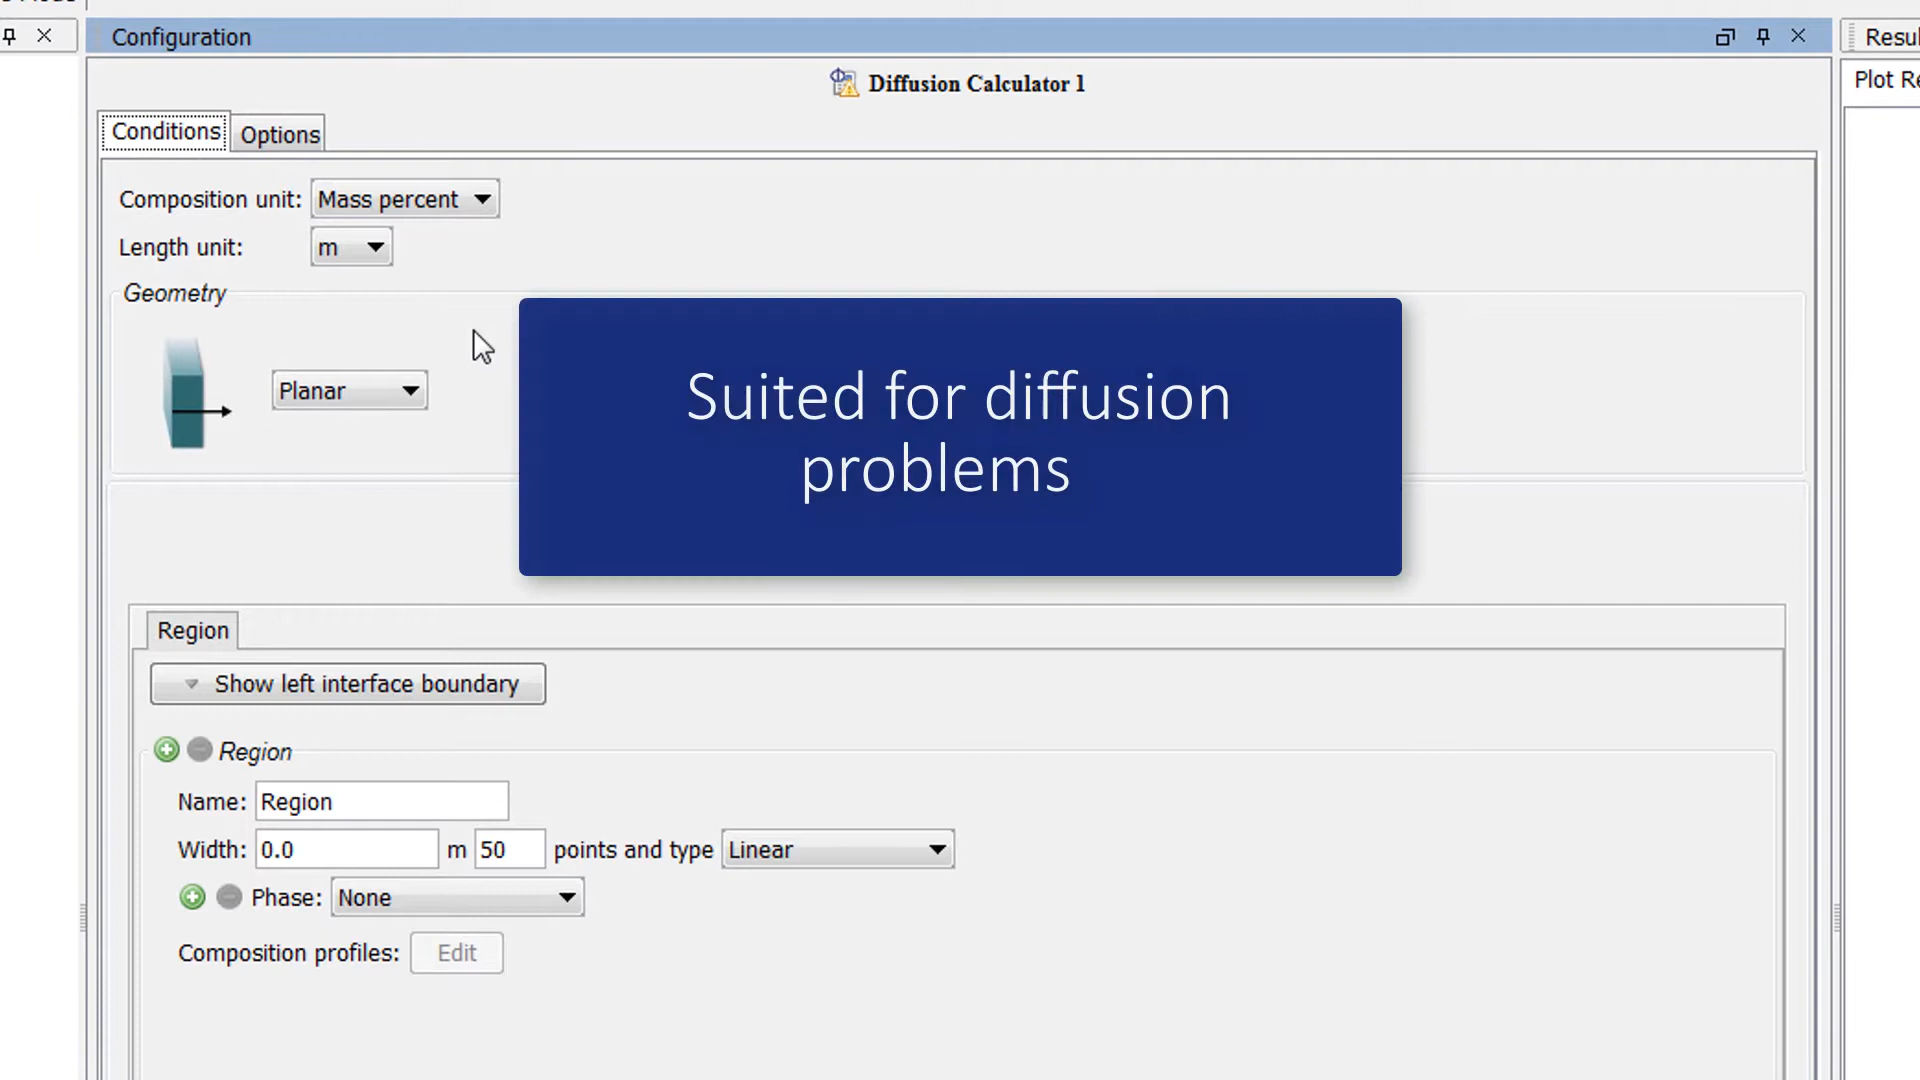 Configuration
Resul
Diffusion Calculator 1
Plot Re
Conditions Options
Composition unit: Mass percent
Length unit: m
Geometry
Planar
Suited for diffusion
problems
Region
Show left interface boundary
Region
Name: Region
Width: 0.0 m 50 points and type Linear
Phase: None
Composition profiles: Edit